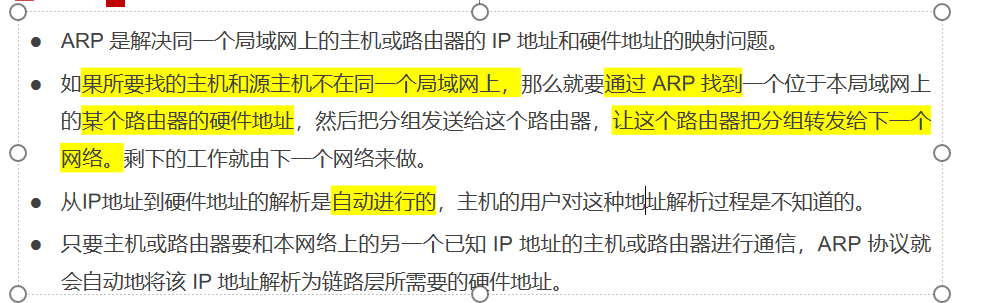 ● ARP 是解决同一个局域网上的主机或路由器的 IP 地址和硬件地址的映射问题。
● 如果所要找的主机和源主机不在同一个局域网上，那么就要通过 ARP 找到一个位于本局域网上
的某个路由器的硬件地址，然后把分组发送给这个路由器，让这个路由器把分组转发给下一个
网络。剩下的工作就由下一个网络来做。
● 从IP地址到硬件地址的解析是自动进行的，主机的用户对这种地址解析过程是不知道的。
● 只要主机或路由器要和本网络上的另一个已知 IP 地址的主机或路由器进行通信，ARP 协议就
会自动地将该 IP 地址解析为链路层所需要的硬件地址。